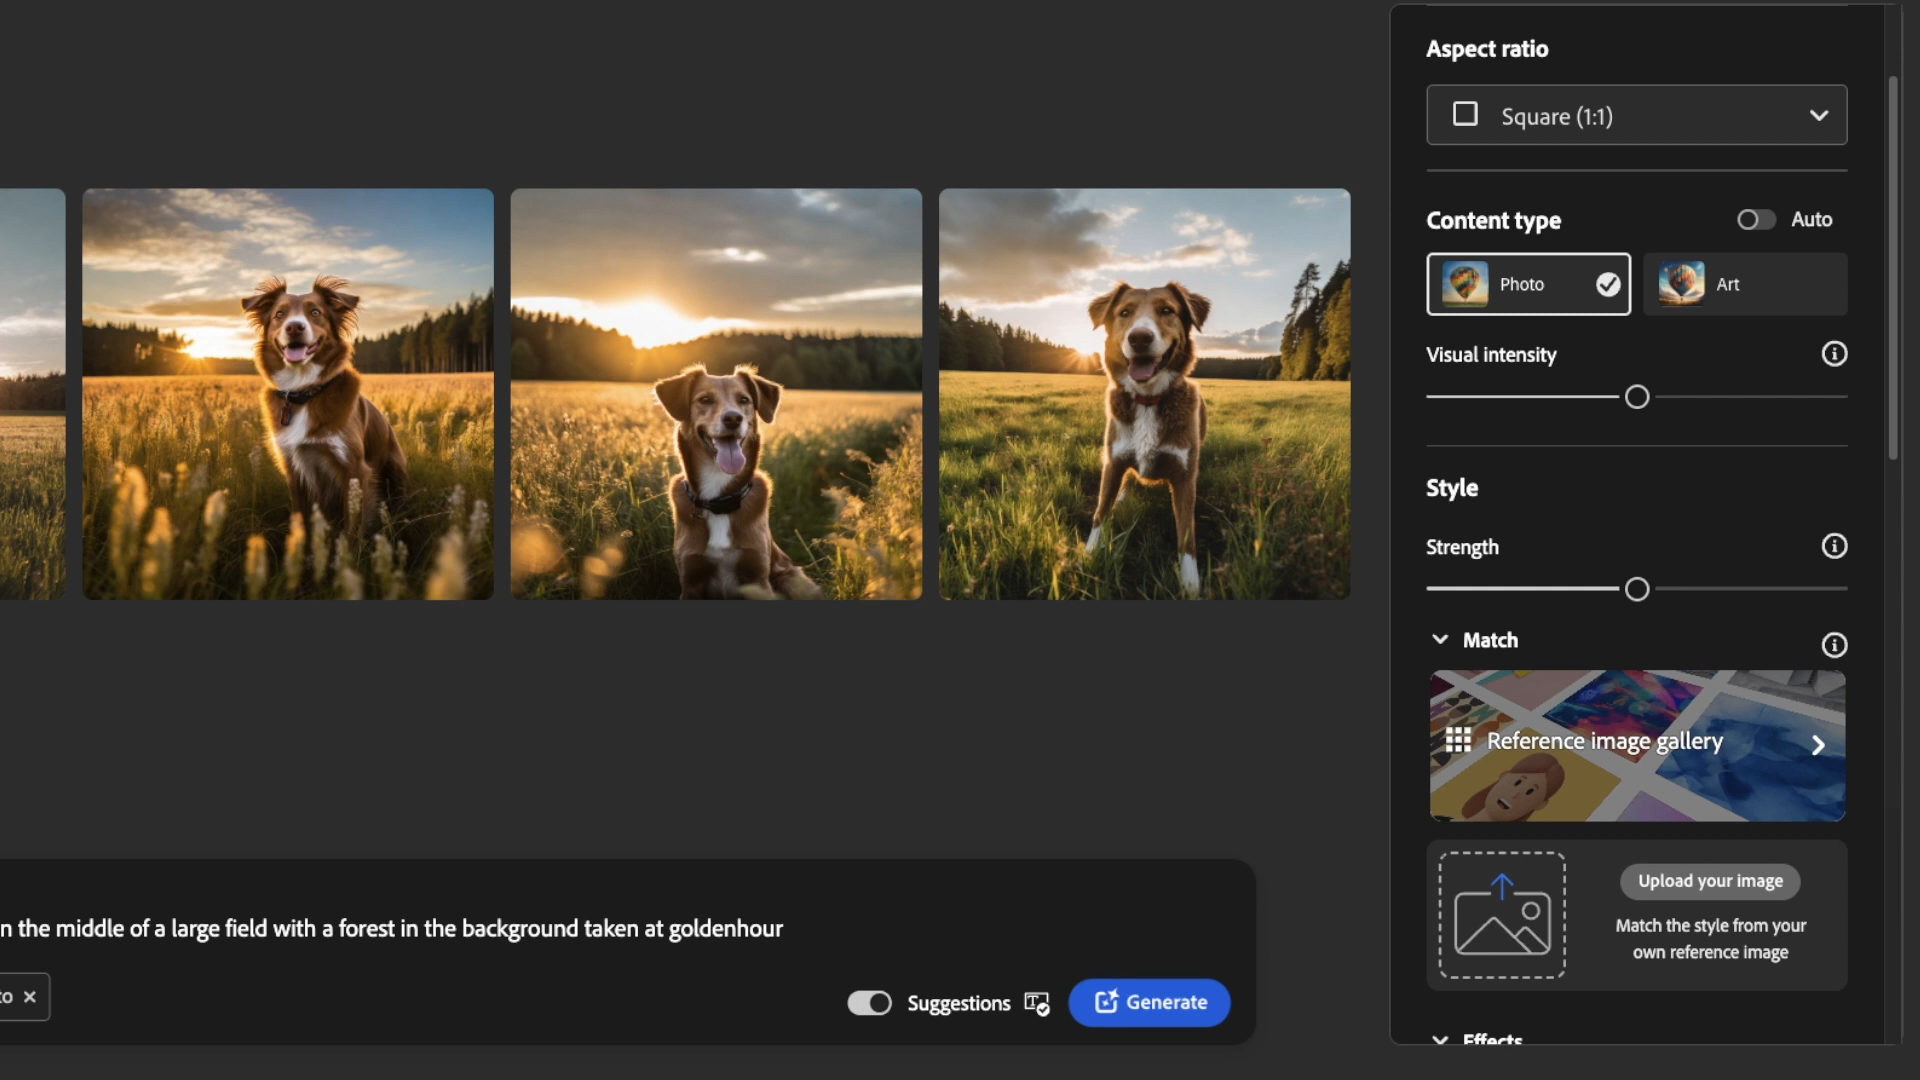 Aspect ratio
Square (1:1)
Content type
Auto
Photo
Art
Visual intensity
Style
Strength
Match
Reference image gallery
Upload your image
Match the style from your
own reference image
Effects
n the middle of a large field with a forest in the background taken at goldenhour
to ×
Suggestions
Generate